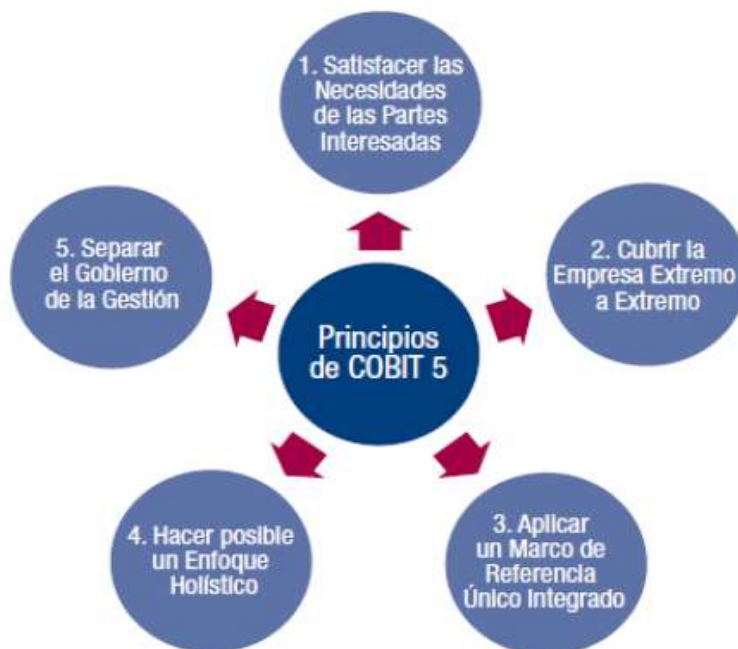 1. Satisfacer las
Necesidades
de las Partes
Interesadas
5. Separar
el Gobierno
de la Gestión
2. Cubrir la
Empresa Extremo
a Extremo
Principios
de COBIT 5
4. Hacer posible
un Enfoque
Holístico
3. Aplicar
un Marco de
Referencia
Único Integrado